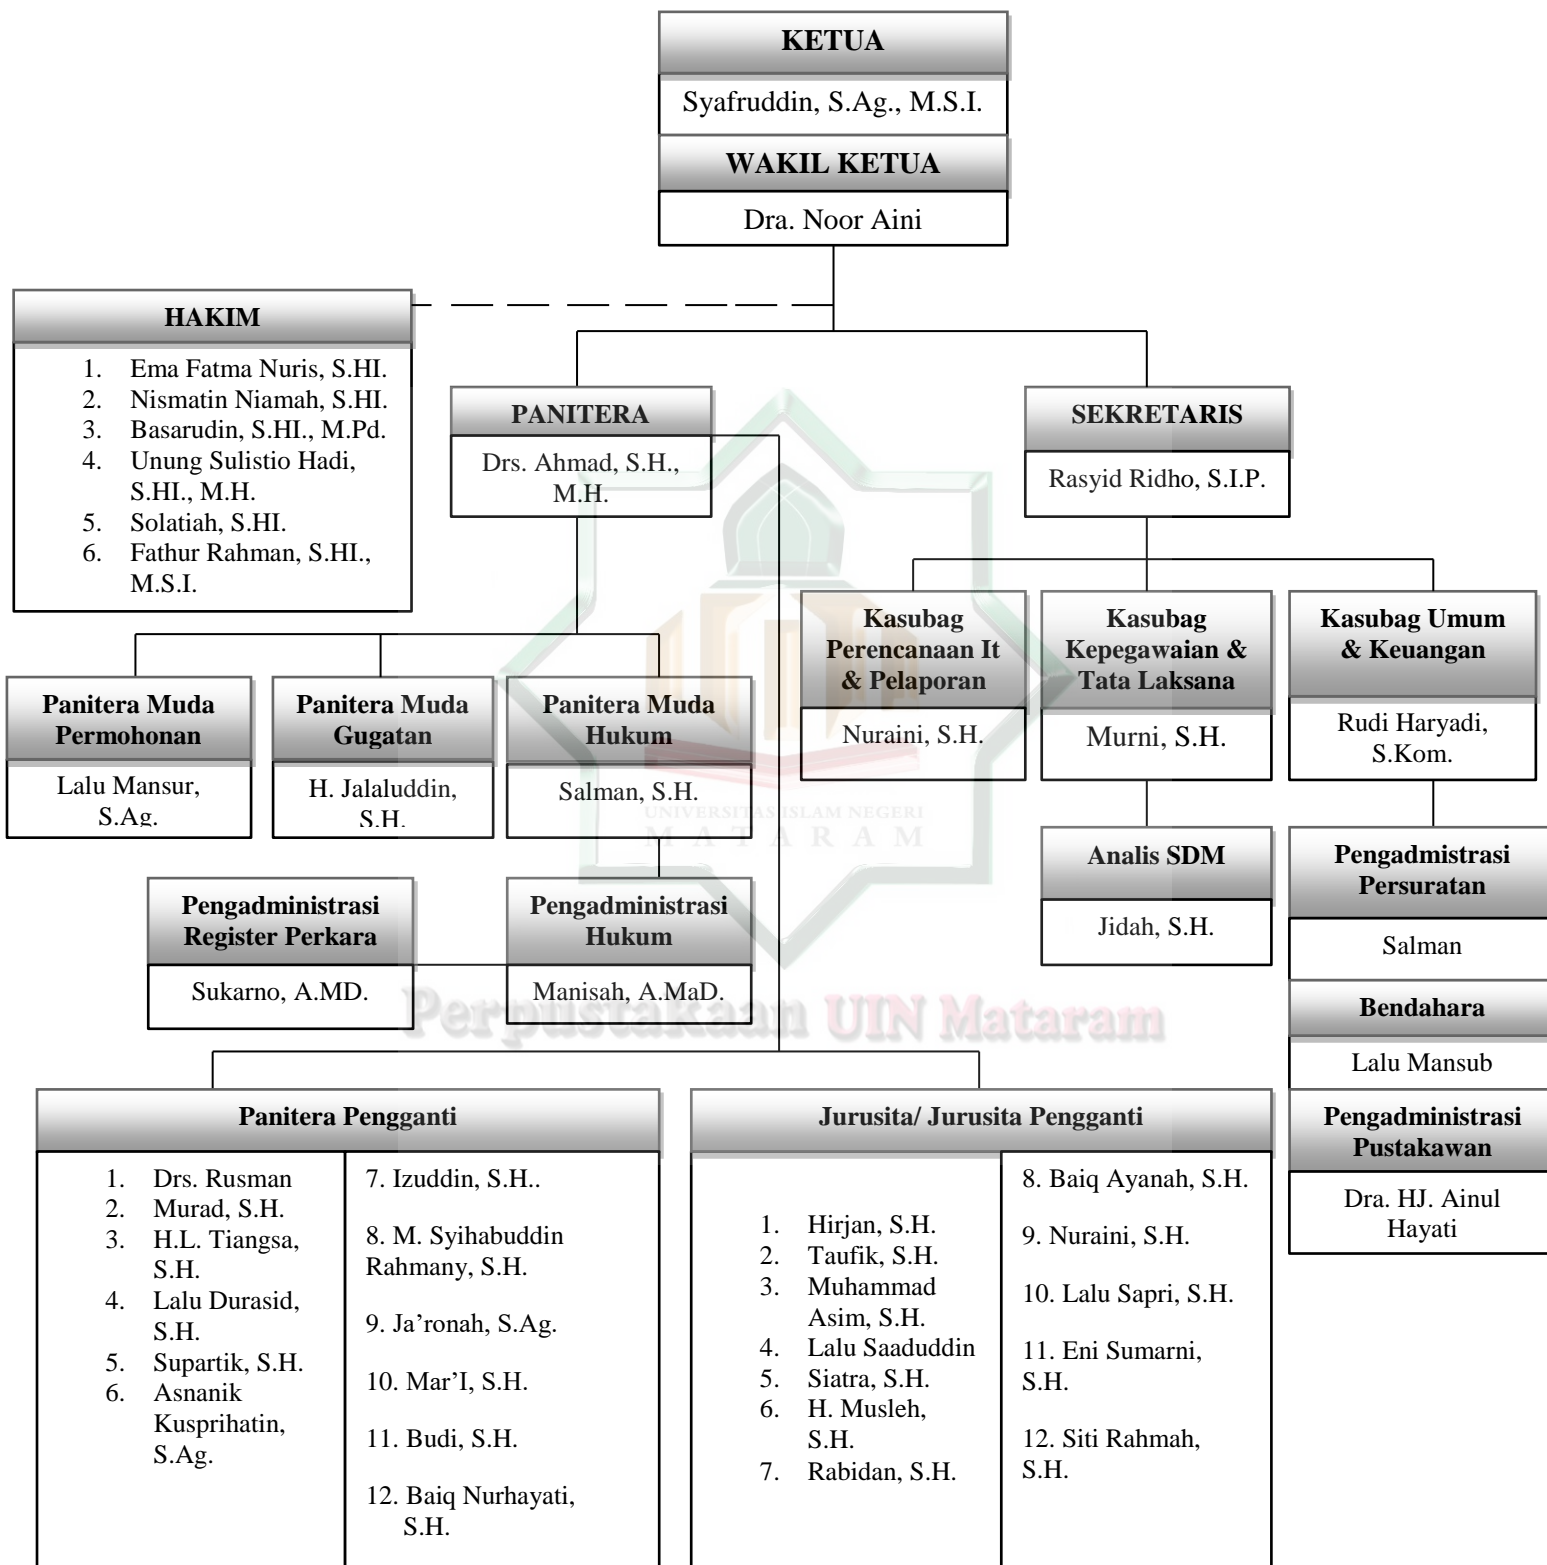 KETUA
Syafruddin, S.Ag., M.S.I.
WAKIL KETUA
Dra. Noor Aini
HAKIM
1. Ema Fatma Nuris, S.HI.
2. Nismatin Niamah, S.HI.
3. Basarudin, S.HI., M.Pd.
4. Unung Sulistio Hadi,
S.HI., M.H.
5. Solatiah, S.HI.
6. Fathur Rahman, S.HI.,
M.S.I.
PANITERA
Drs. Ahmad, S.H.,
M.H.
SEKRETARIS
Rasyid Ridho, S.I.P.
Kasubag
Perencanaan It
& Pelaporan
Nuraini, S.H.
Kasubag
Kepegawaian &
Tata Laksana
Murni, S.H.
Kasubag Umum
& Keuangan
Rudi Haryadi,
S.Kom.
Panitera Muda
Permohonan
Lalu Mansur,
S.Ag.
Panitera Muda
Gugatan
H. Jalaluddin,
S.H.
Panitera Muda
Hukum
Salman, S.H.
UNIVERSITAS ISLAM NEGERI
MATARAM
Analis SDM
Jidah, S.H.
Pengadmistrasi
Persuratan
Salman
Bendahara
Lalu Mansub
Pengadministrasi
Pustakawan
Dra. HJ. Ainul
Hayati
Pengadministrasi
Register Perkara
Sukarno, A.MD.
Pengadministrasi
Hukum
Manisah, A.MaD.
Perpustakaan UIN Mataram
Panitera Pengganti
1. Drs. Rusman
2. Murad, S.H.
3. H.L. Tiangsa,
S.H.
4. Lalu Durasid,
S.H.
5. Supartik, S.H.
6. Asnanik
Kusprihatin,
S.Ag.
7. Izuddin, S.H..
8. M. Syihabuddin
Rahmany, S.H.
9. Ja’ronah, S.Ag.
10. Mar’I, S.H.
11. Budi, S.H.
12. Baiq Nurhayati,
S.H.
Jurusita/ Jurusita Pengganti
1. Hirjan, S.H.
2. Taufik, S.H.
3. Muhammad
Asim, S.H.
4. Lalu Saaduddin
5. Siatra, S.H.
6. H. Musleh,
S.H.
7. Rabidan, S.H.
8. Baiq Ayanah, S.H.
9. Nuraini, S.H.
10. Lalu Sapri, S.H.
11. Eni Sumarni,
S.H.
12. Siti Rahmah,
S.H.